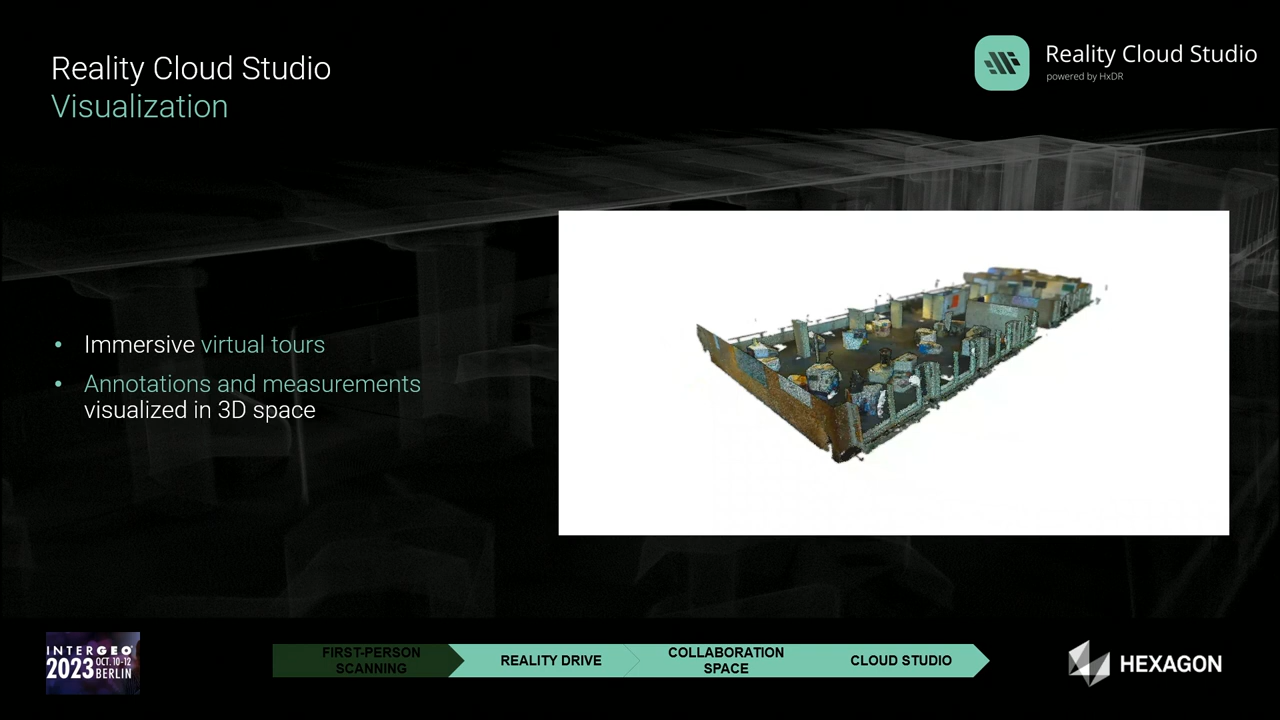 Reality Cloud Studio
Visualization
Reality Cloud Studio
powered by HxDR
• Immersive virtual tours
• Annotations and measurements
visualized in 3D space
INTERGEO
2023 OCT. 10-12
BERLIN
FIRST-PERSON
SCANNING
REALITY DRIVE
COLLABORATION
SPACE
CLOUD STUDIO
HEXAGON